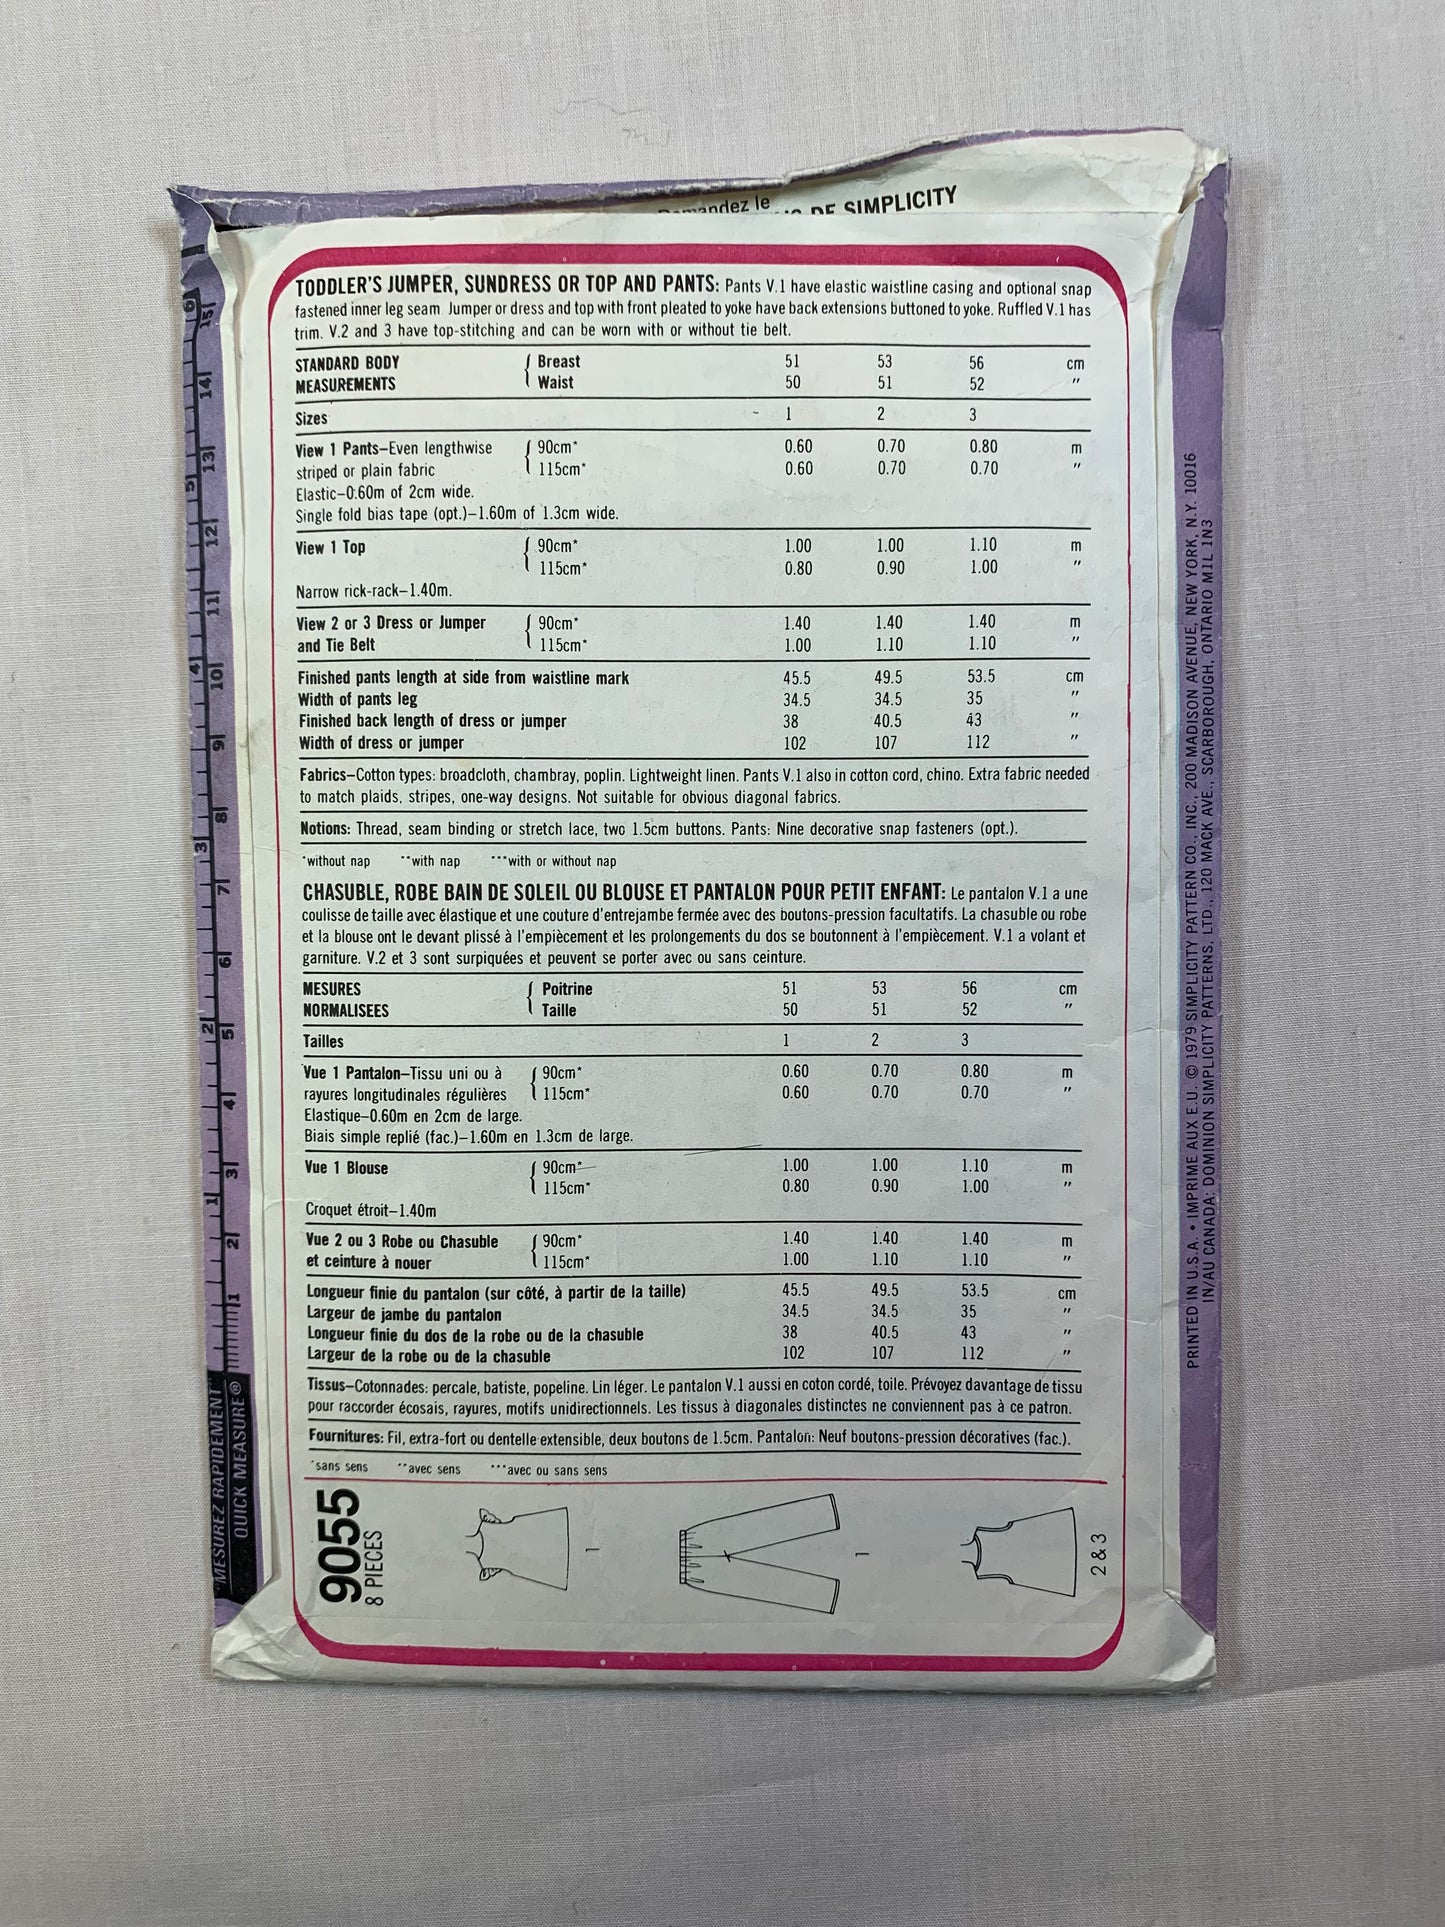 Demandez le
DE SIMPLICITY
TODDLER'S JUMPER, SUNDRESS OR TOP AND PANTS: Pants V.1 have elastic waistline casing and optional snap
fastened inner leg seam. Jumper or dress and top with front pleated to yoke have back extensions buttoned to yoke. Ruffled V.1 has
trim. V.2 and 3 have top-stitching and can be worn with or without tie belt.
STANDARD BODY { Breast 51 53 56 cm
MEASUREMENTS Waist 50 51 52 "
Sizes 1 2 3
View 1 Pants–Even lengthwise { 90cm* 0.60 0.70 0.80 m
striped or plain fabric 115cm* 0.60 0.70 0.70 "
Elastic–0.60m of 2cm wide.
Single fold bias tape (opt.)–1.60m of 1.3cm wide.
View 1 Top { 90cm* 1.00 1.00 1.10 m
115cm* 0.80 0.90 1.00 "
Narrow rick-rack–1.40m.
View 2 or 3 Dress or Jumper { 90cm* 1.40 1.40 1.40 m
and Tie Belt 115cm* 1.00 1.10 1.10 "
Finished pants length at side from waistline mark 45.5 49.5 53.5 cm
Width of pants leg 34.5 34.5 35 "
Finished back length of dress or jumper 38 40.5 43 "
Width of dress or jumper 102 107 112 "
Fabrics–Cotton types: broadcloth, chambray, poplin. Lightweight linen. Pants V.1 also in cotton cord, chino. Extra fabric needed
to match plaids, stripes, one-way designs. Not suitable for obvious diagonal fabrics.
Notions: Thread, seam binding or stretch lace, two 1.5cm buttons. Pants: Nine decorative snap fasteners (opt.).
*without nap **with nap ***with or without nap
CHASUBLE, ROBE BAIN DE SOLEIL OU BLOUSE ET PANTALON POUR PETIT ENFANT: Le pantalon V.1 a une
coulisse de taille avec élastique et une couture d'entrejambe fermée avec des boutons-pression facultatifs. La chasuble ou robe
et la blouse ont le devant plissé à l'empiècement et les prolongements du dos se boutonnent à l'empiècement. V.1 a volant et
garniture. V.2 et 3 sont surpiquées et peuvent se porter avec ou sans ceinture.
MESURES { Poitrine 51 53 56 cm
NORMALISEES Taille 50 51 52 "
Tailles 1 2 3
Vue 1 Pantalon–Tissu uni ou à { 90cm* 0.60 0.70 0.80 m
rayures longitudinales régulières 115cm* 0.60 0.70 0.70 "
Elastique–0.60m en 2cm de large.
Biais simple replié (fac.)–1.60m en 1.3cm de large.
Vue 1 Blouse { 90cm* 1.00 1.00 1.10 m
115cm* 0.80 0.90 1.00 "
Croquet étroit–1.40m
Vue 2 ou 3 Robe ou Chasuble { 90cm* 1.40 1.40 1.40 m
et ceinture à nouer 115cm* 1.00 1.10 1.10 "
Longueur finie du pantalon (sur côté, à partir de la taille) 45.5 49.5 53.5 cm
Largeur de jambe du pantalon 34.5 34.5 35 "
Longueur finie du dos de la robe ou de la chasuble 38 40.5 43 "
Largeur de la robe ou de la chasuble 102 107 112 "
Tissus–Cotonnades: percale, batiste, popeline. Lin léger. Le pantalon V.1 aussi en coton cordé, toile. Prévoyez davantage de tissu
pour raccorder écosais, rayures, motifs unidirectionnels. Les tissus à diagonales distinctes ne conviennent pas à ce patron.
Fournitures: Fil, extra-fort ou dentelle extensible, deux boutons de 1.5cm. Pantalon: Neuf boutons-pression décoratives (fac.).
*sans sens **avec sens ***avec ou sans sens
9055
8 PIECES
1
1
2 & 3
MESUREZ RAPIDEMENT
QUICK MEASURE®
1 2 3 4 5 6
1 2 3 4 5 6 7 8 9 10 11 12 13 14 15
PRINTED IN U.S.A. • IMPRIME AUX E.U. © 1979 SIMPLICITY PATTERN CO., INC., 200 MADISON AVENUE, NEW YORK, N.Y. 10016
IN/AU CANADA: DOMINION SIMPLICITY PATTERNS, LTD., 120 MACK AVE., SCARBOROUGH, ONTARIO M1L 1N3